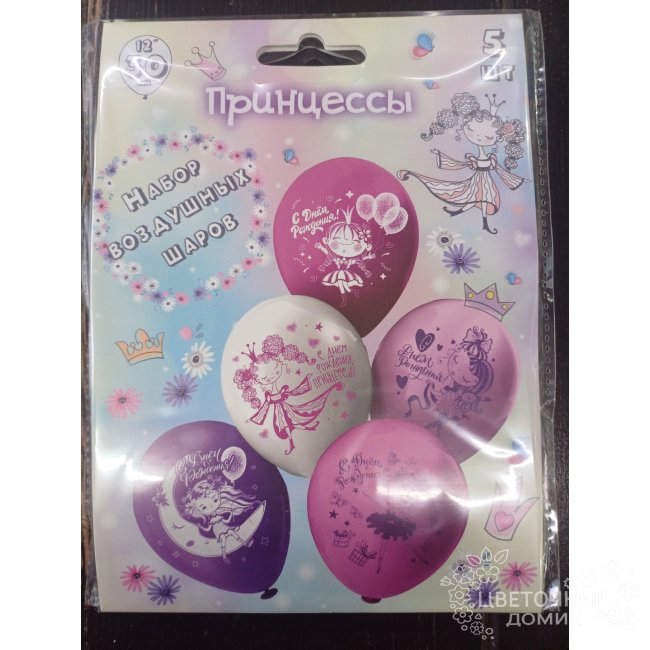 12"
30
5
шт
Принцессы
Набор
воздушных
шаров
С Днём
Рождения!
С Днём
Рождения,
Принцесса!
С
Днём
Рождения!
С Днём
Рождения!
С Днём
Рождения
ЦВЕТОЧНЫЙ
ДОМИК